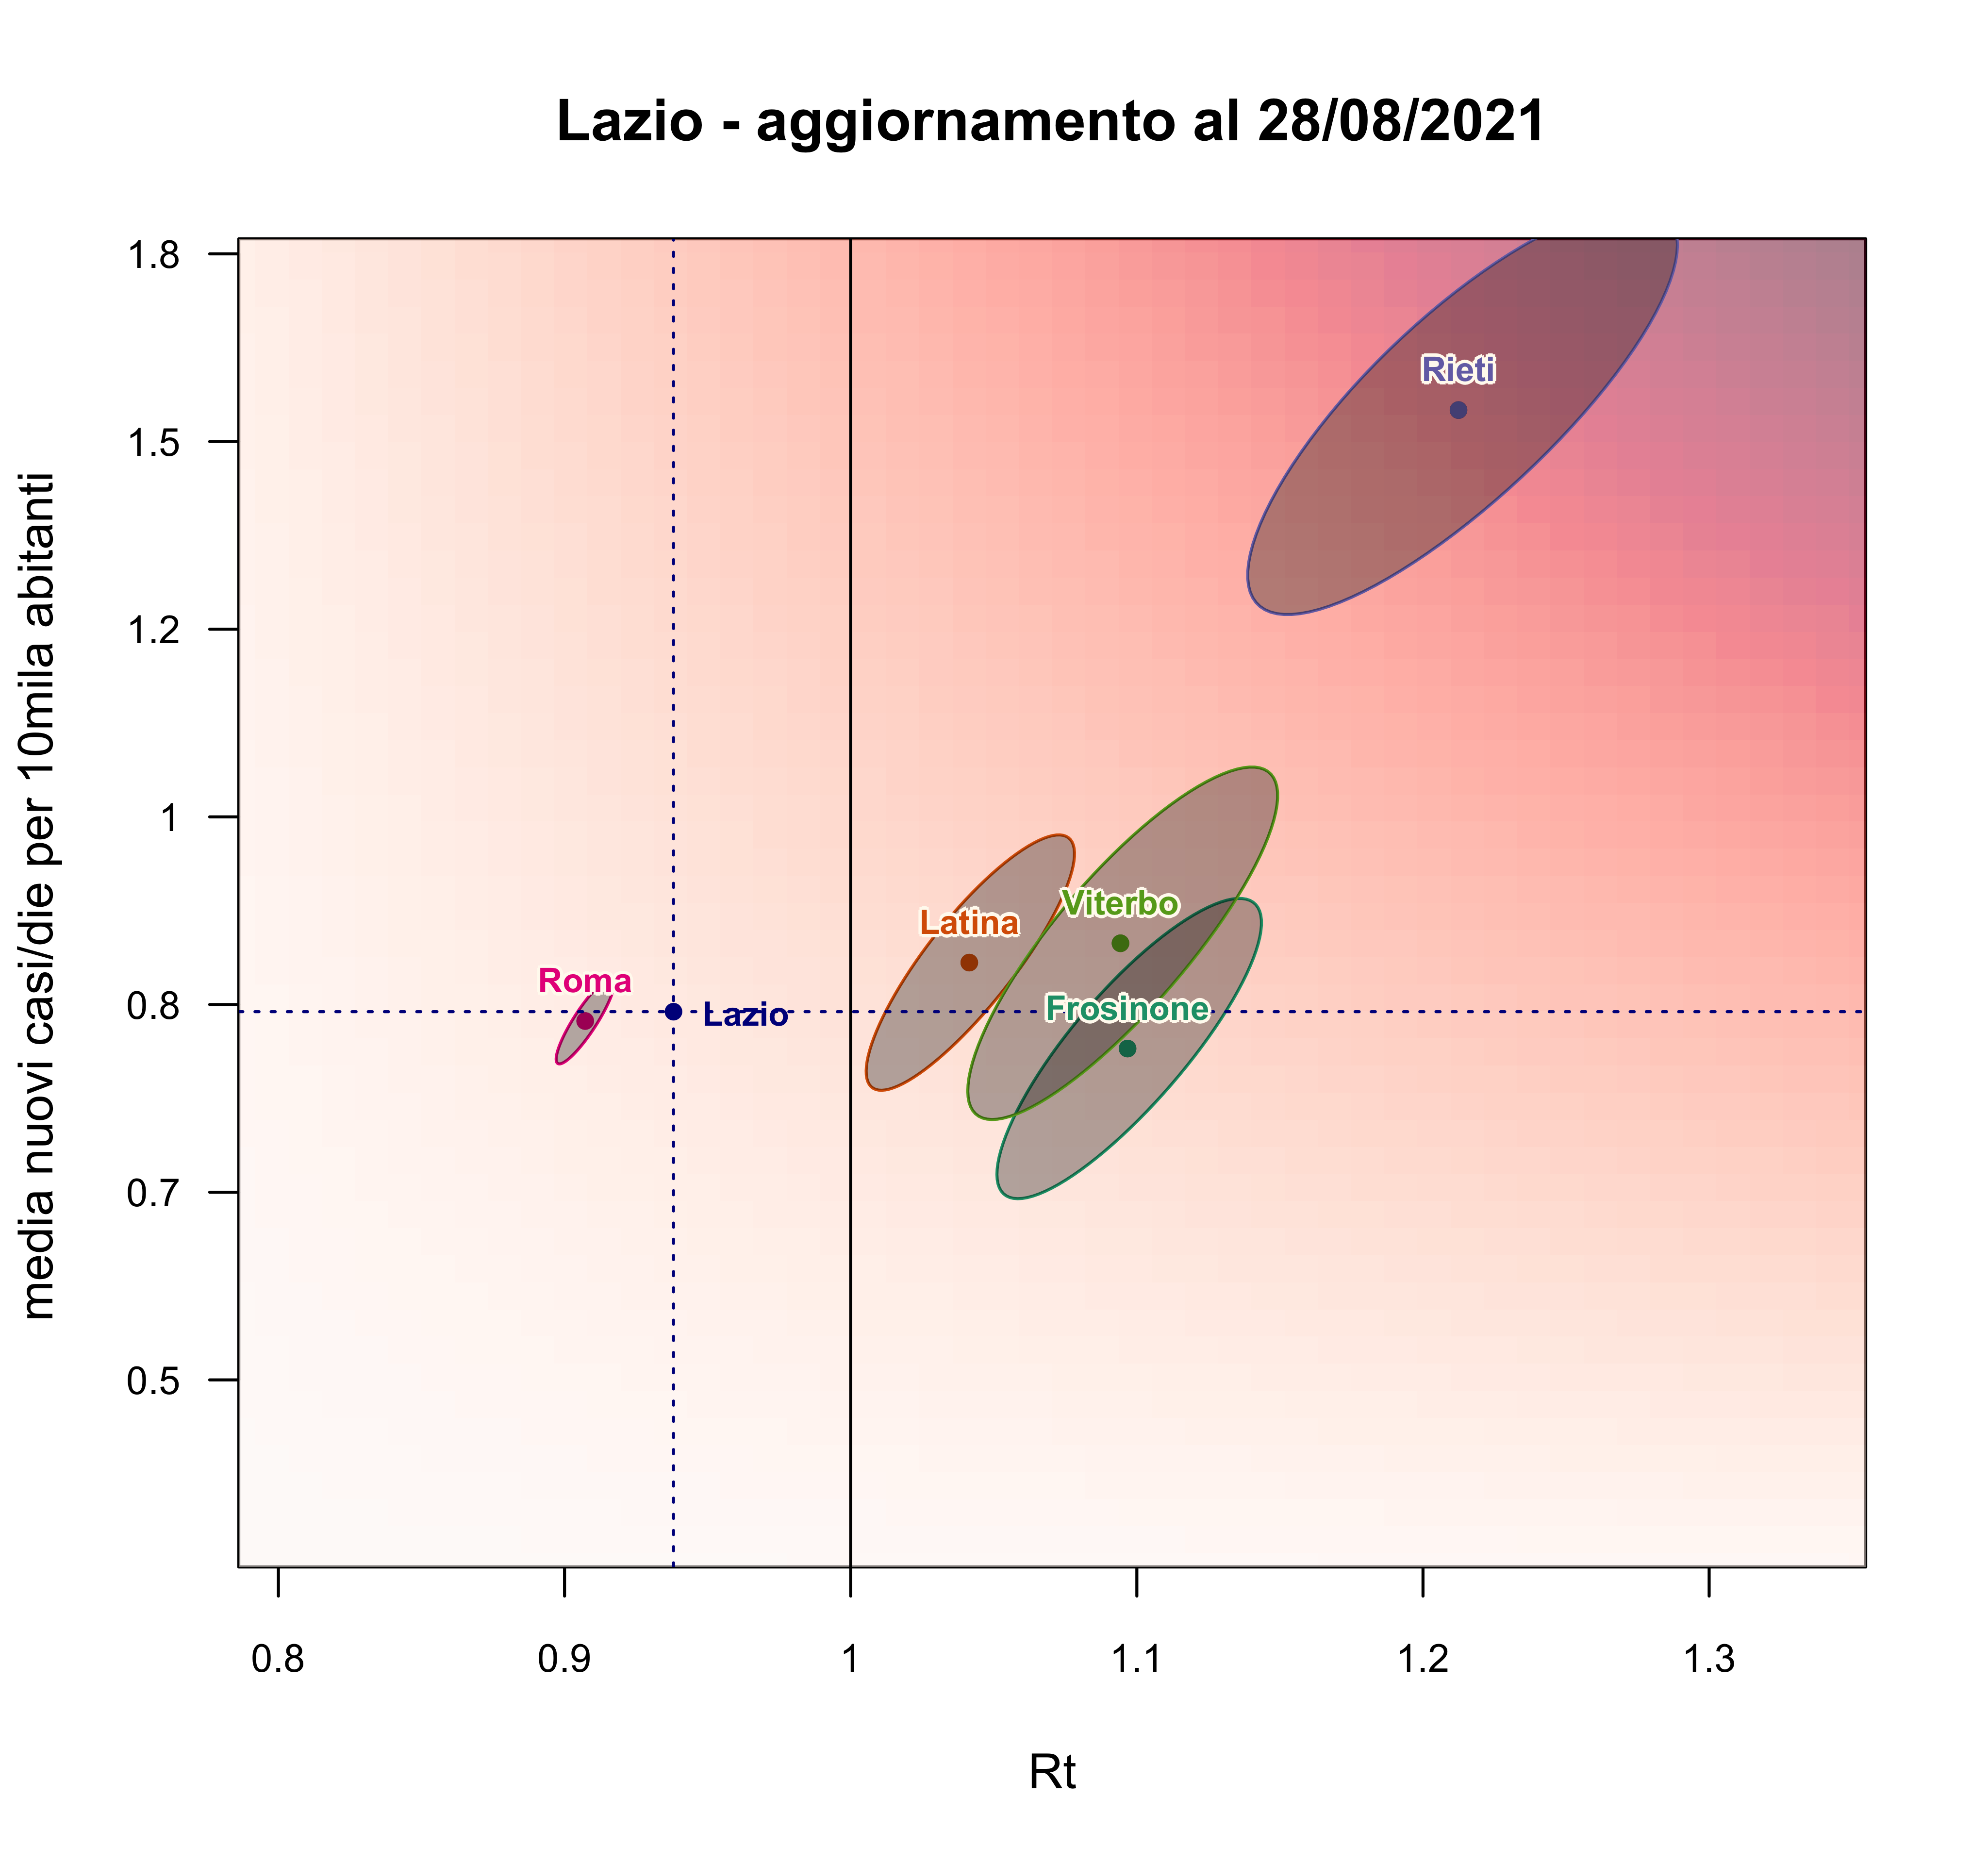 Lazio - aggiornamento al 28/08/2021
media nuovi casi/die per 10mila abitanti
1.8
1.5
1.2
1
0.8
0.7
0.5
Rieti
Viterbo
Latina
Roma
Frosinone
Lazio
0.8 0.9 1 1.1 1.2 1.3
Rt